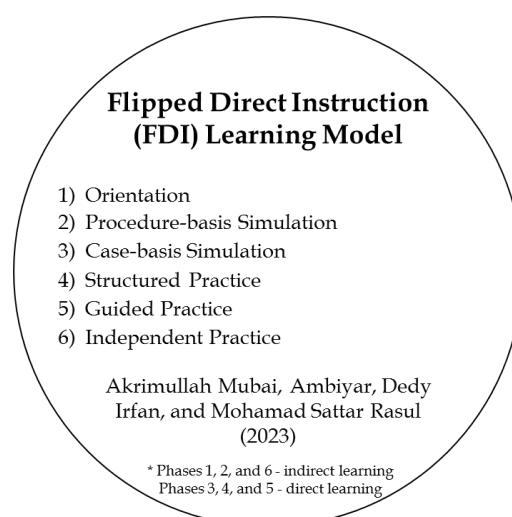 Flipped Direct Instruction
(FDI) Learning Model
1) Orientation
2) Procedure-basis Simulation
3) Case-basis Simulation
4) Structured Practice
5) Guided Practice
6) Independent Practice
Akrimullah Mubai, Ambiyar, Dedy
Irfan, and Mohamad Sattar Rasul
(2023)
* Phases 1, 2, and 6 - indirect learning
Phases 3, 4, and 5 - direct learning